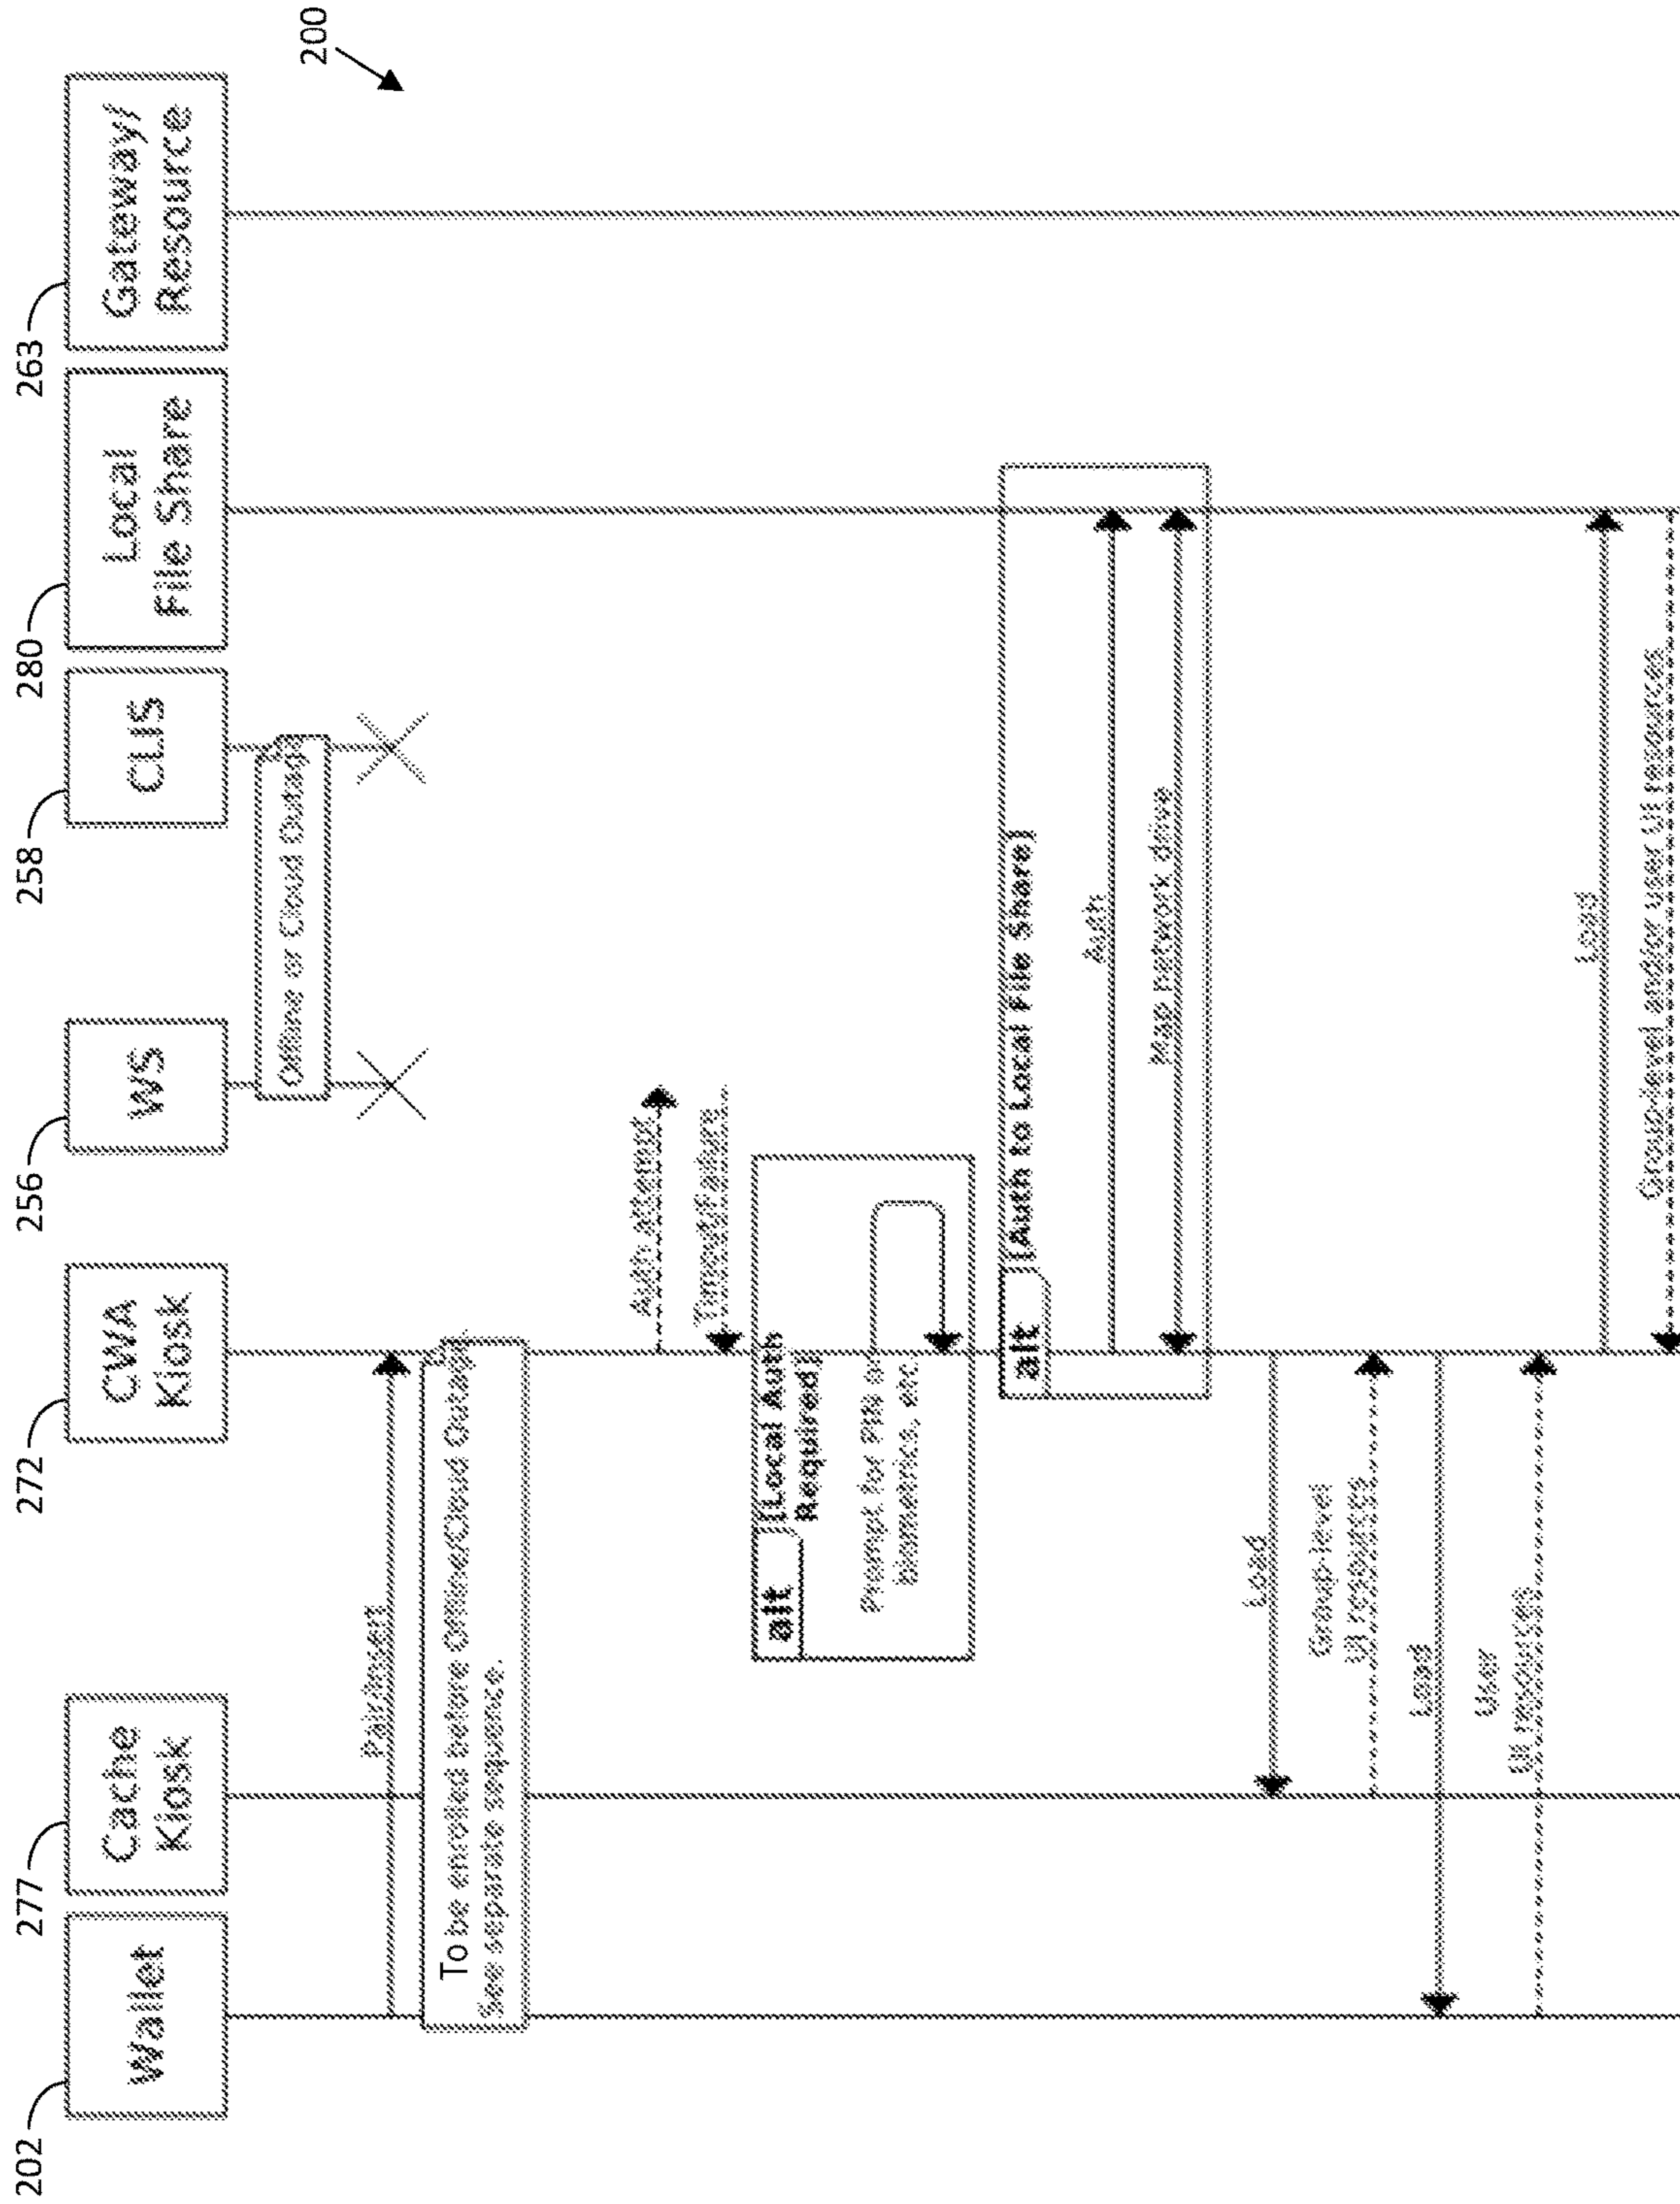 202
Wallet
277
Cache
Kiosk
272
CWA
Kiosk
256
WS
258
CLIS
280
Local
File Share
263
Gateway/
Resource
200
Offline or Cloud Outage
Pair/Insert
To be enrolled before Offline/Cloud Outage.
See separate sequence.
Auth attempt
Timeout/Failure
alt
[Local Auth
Required]
Prompt for PIN or
biometrics, etc.
alt
[Auth to Local File Share]
Auth
Map network drive
Load
Group-level
UI resources
Load
User
UI resources
Load
Group-level and/or user UI resources